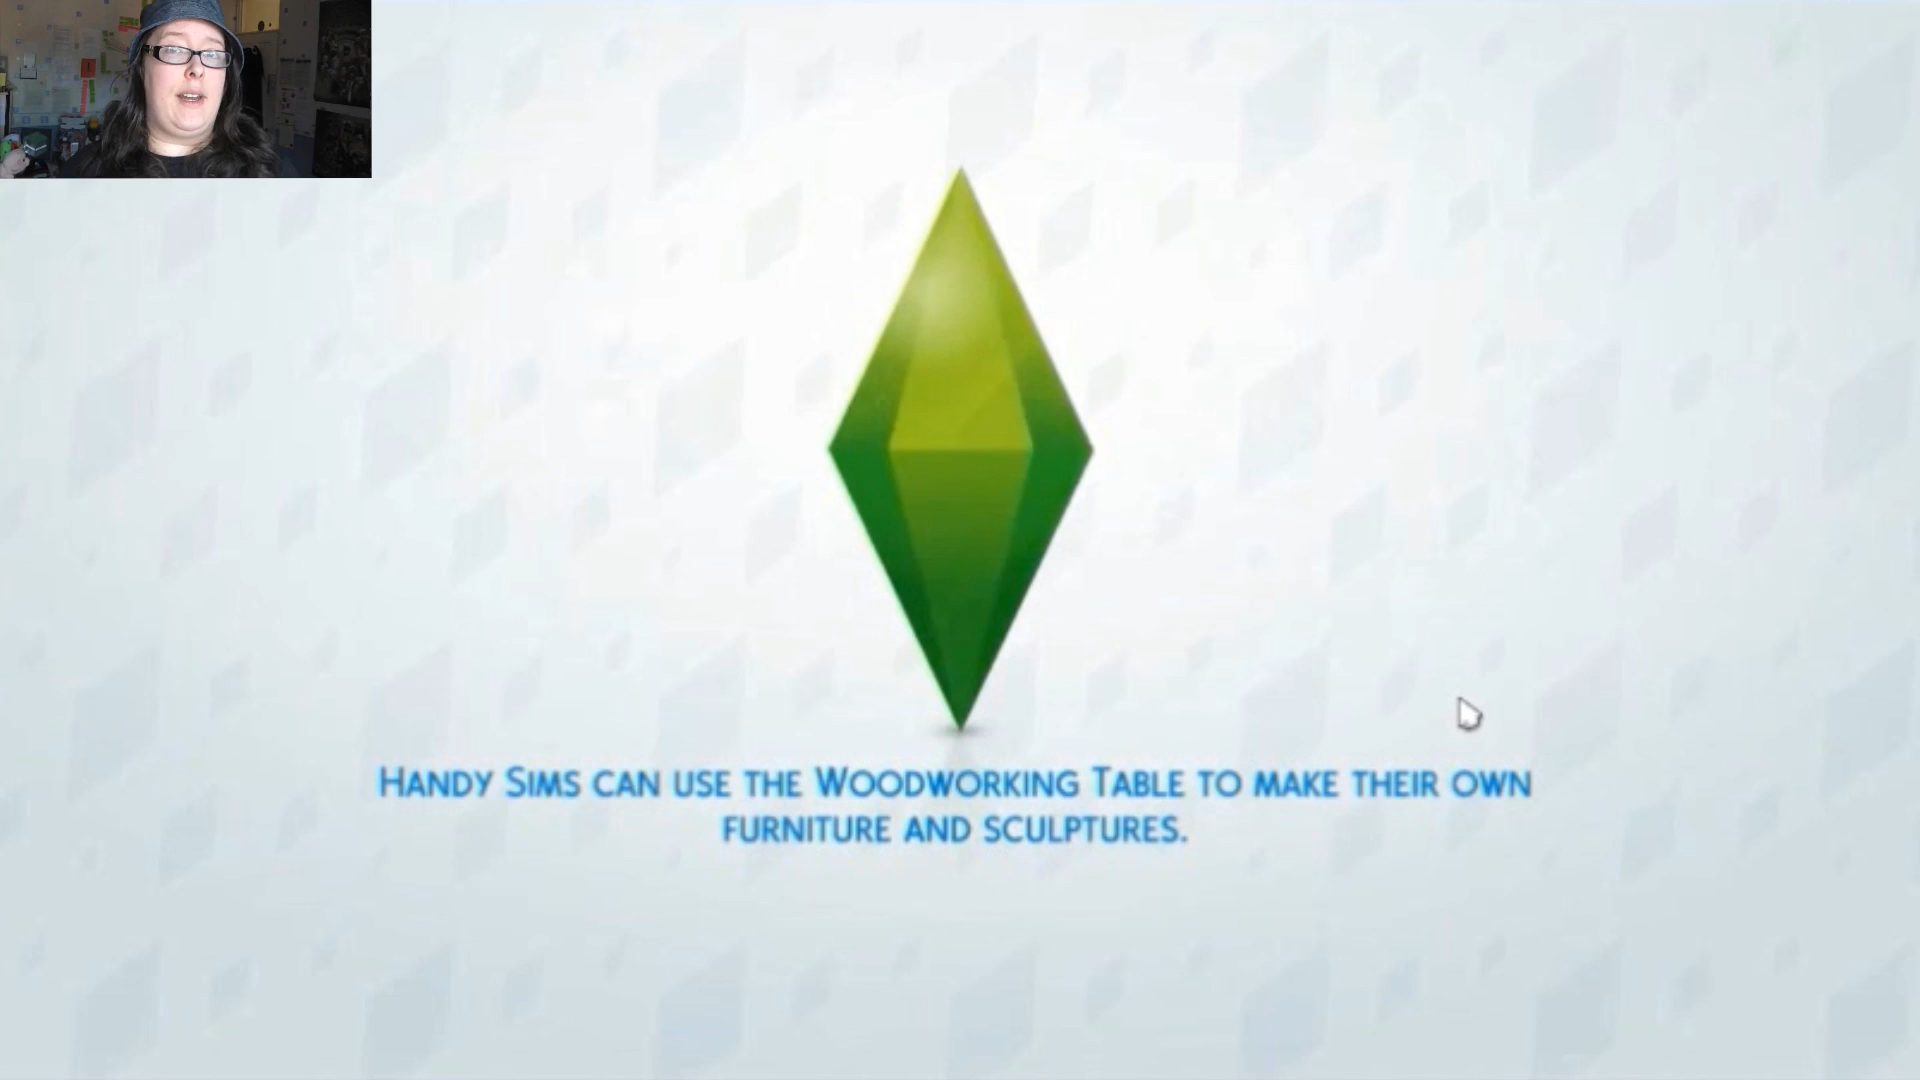 Handy Sims can use the Woodworking Table to make their own
furniture and sculptures.